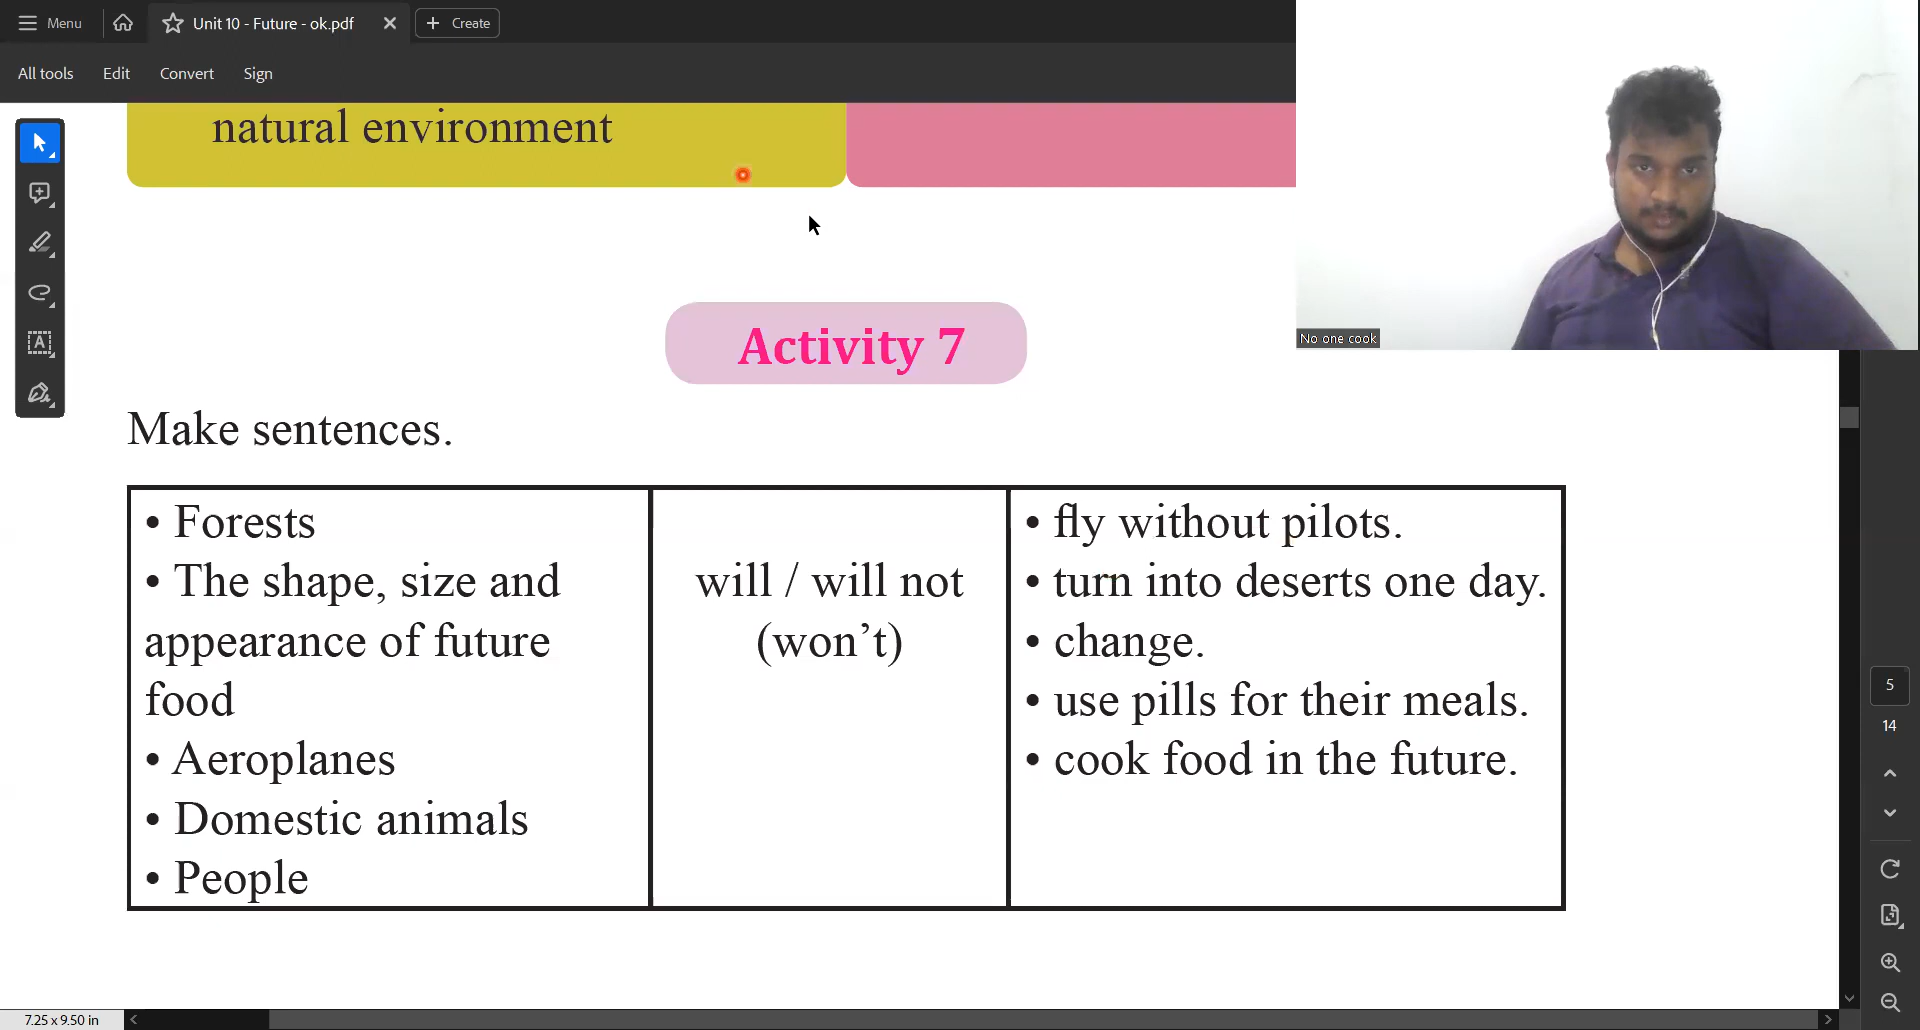 Menu
Unit 10 - Future - ok.pdf
Create
All tools
Edit
Convert
Sign
natural environment
No one cook
Activity 7
Make sentences.
• Forests
• The shape, size and
appearance of future
food
• Aeroplanes
• Domestic animals
• People
will / will not
(won’t)
• fly without pilots.
• turn into deserts one day.
• change.
• use pills for their meals.
• cook food in the future.
5
14
7.25 x 9.50 in